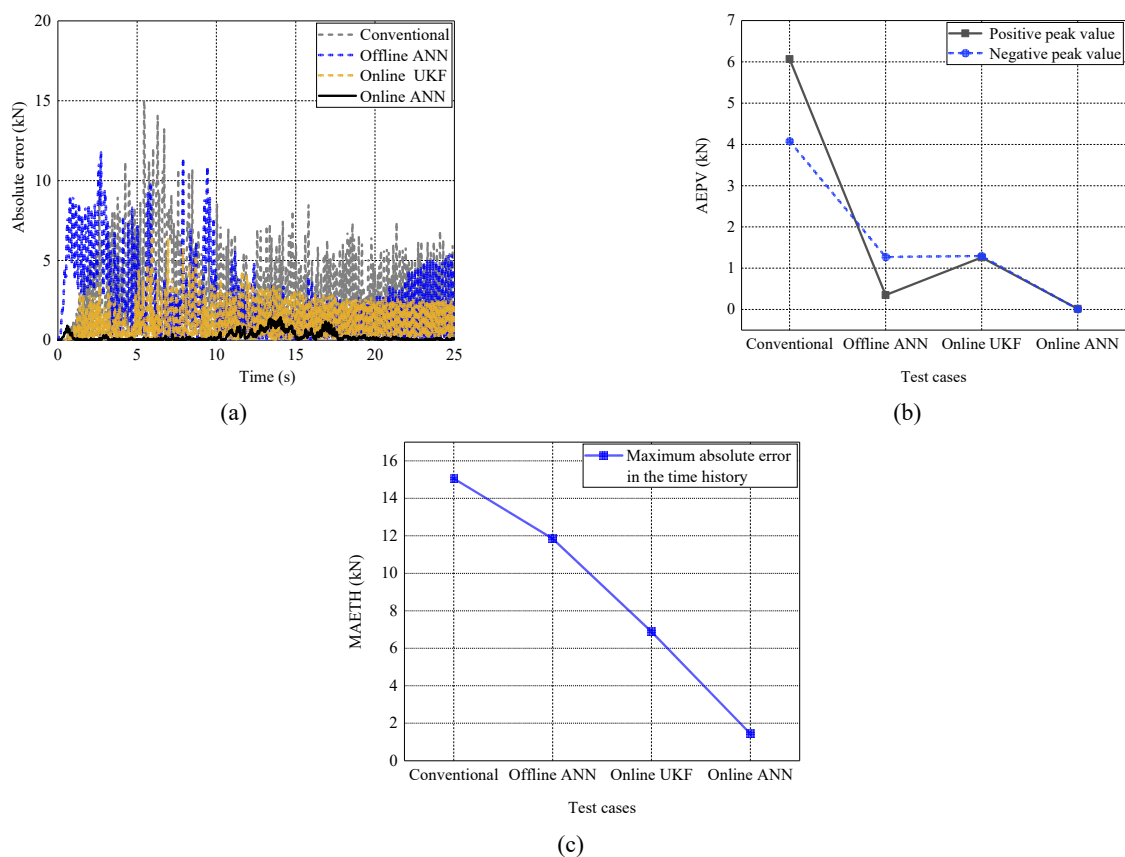 20
15
10
5
0
0
5
10
15
20
25
Absolute error (kN)
Time (s)
Conventional
Offline ANN
Online UKF
Online ANN
(a)
7
6
5
4
3
2
1
0
AEPV (kN)
Positive peak value
Negative peak value
Conventional
Offline ANN
Online UKF
Online ANN
Test cases
(b)
16
14
12
10
8
6
4
2
0
MAETH (kN)
Maximum absolute error
in the time history
Conventional
Offline ANN
Online UKF
Online ANN
Test cases
(c)